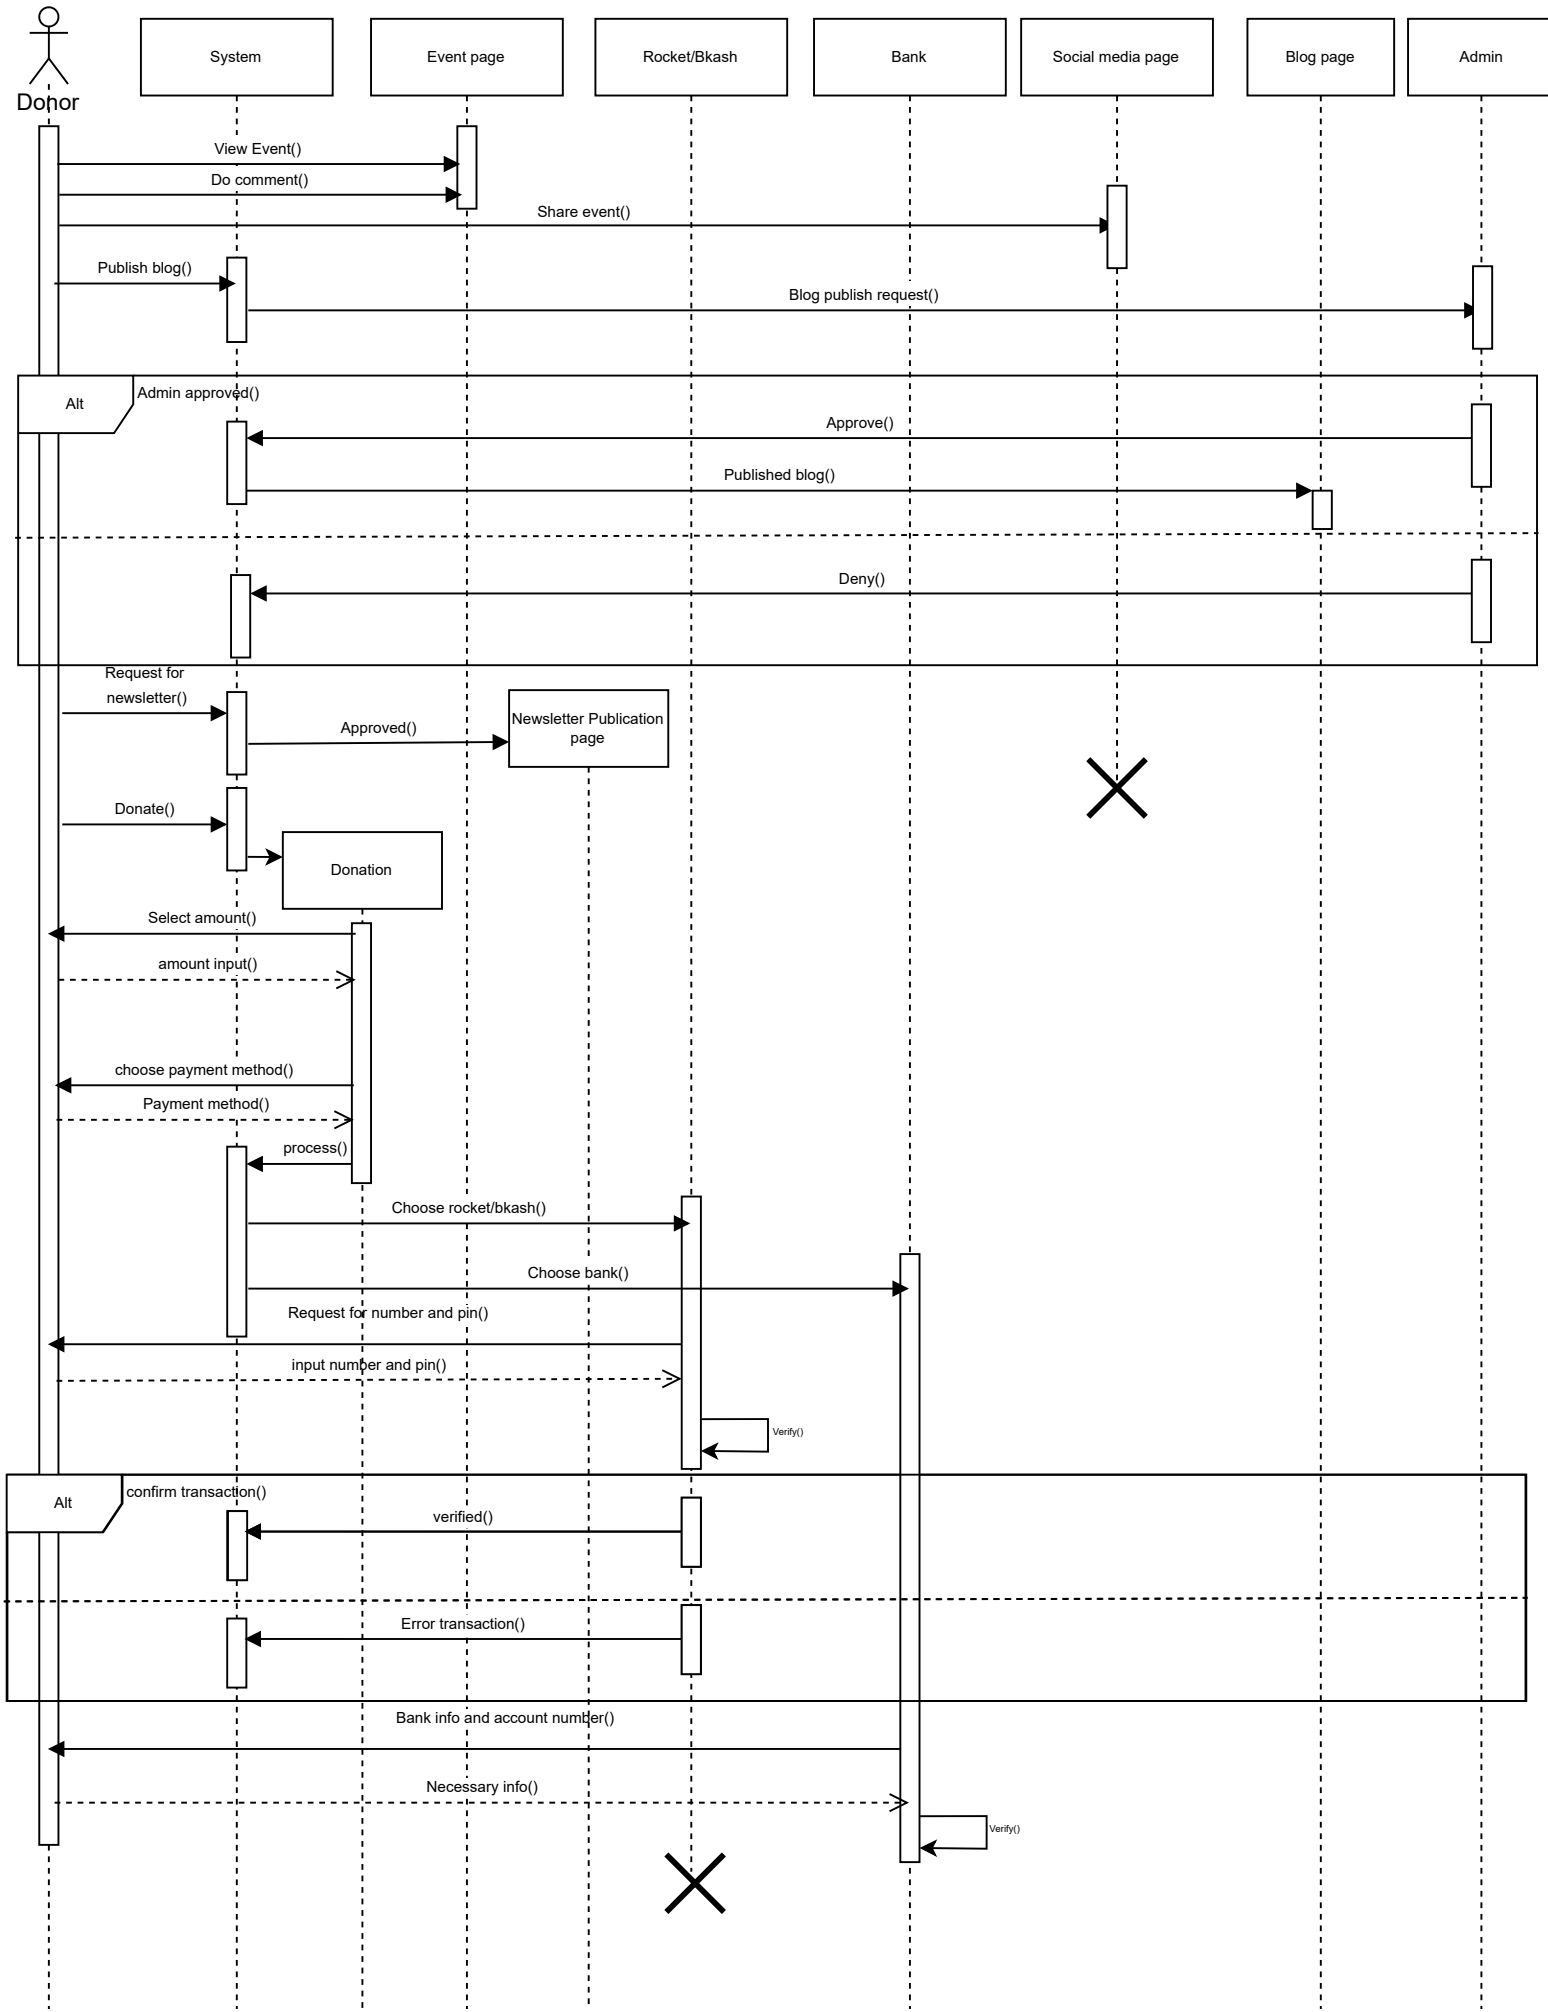 Donor
System
Event page
Rocket/Bkash
Bank
Social media page
Blog page
Admin
View Event()
Do comment()
Share event()
Publish blog()
Blog publish request()
Alt
Admin approved()
Approve()
Published blog()
Deny()
Request for
newsletter()
Approved()
Newsletter Publication
page
Donate()
Donation
Select amount()
amount input()
choose payment method()
Payment method()
process()
Choose rocket/bkash()
Choose bank()
Request for number and pin()
input number and pin()
Verify()
Alt
confirm transaction()
verified()
Error transaction()
Bank info and account number()
Necessary info()
Verify()